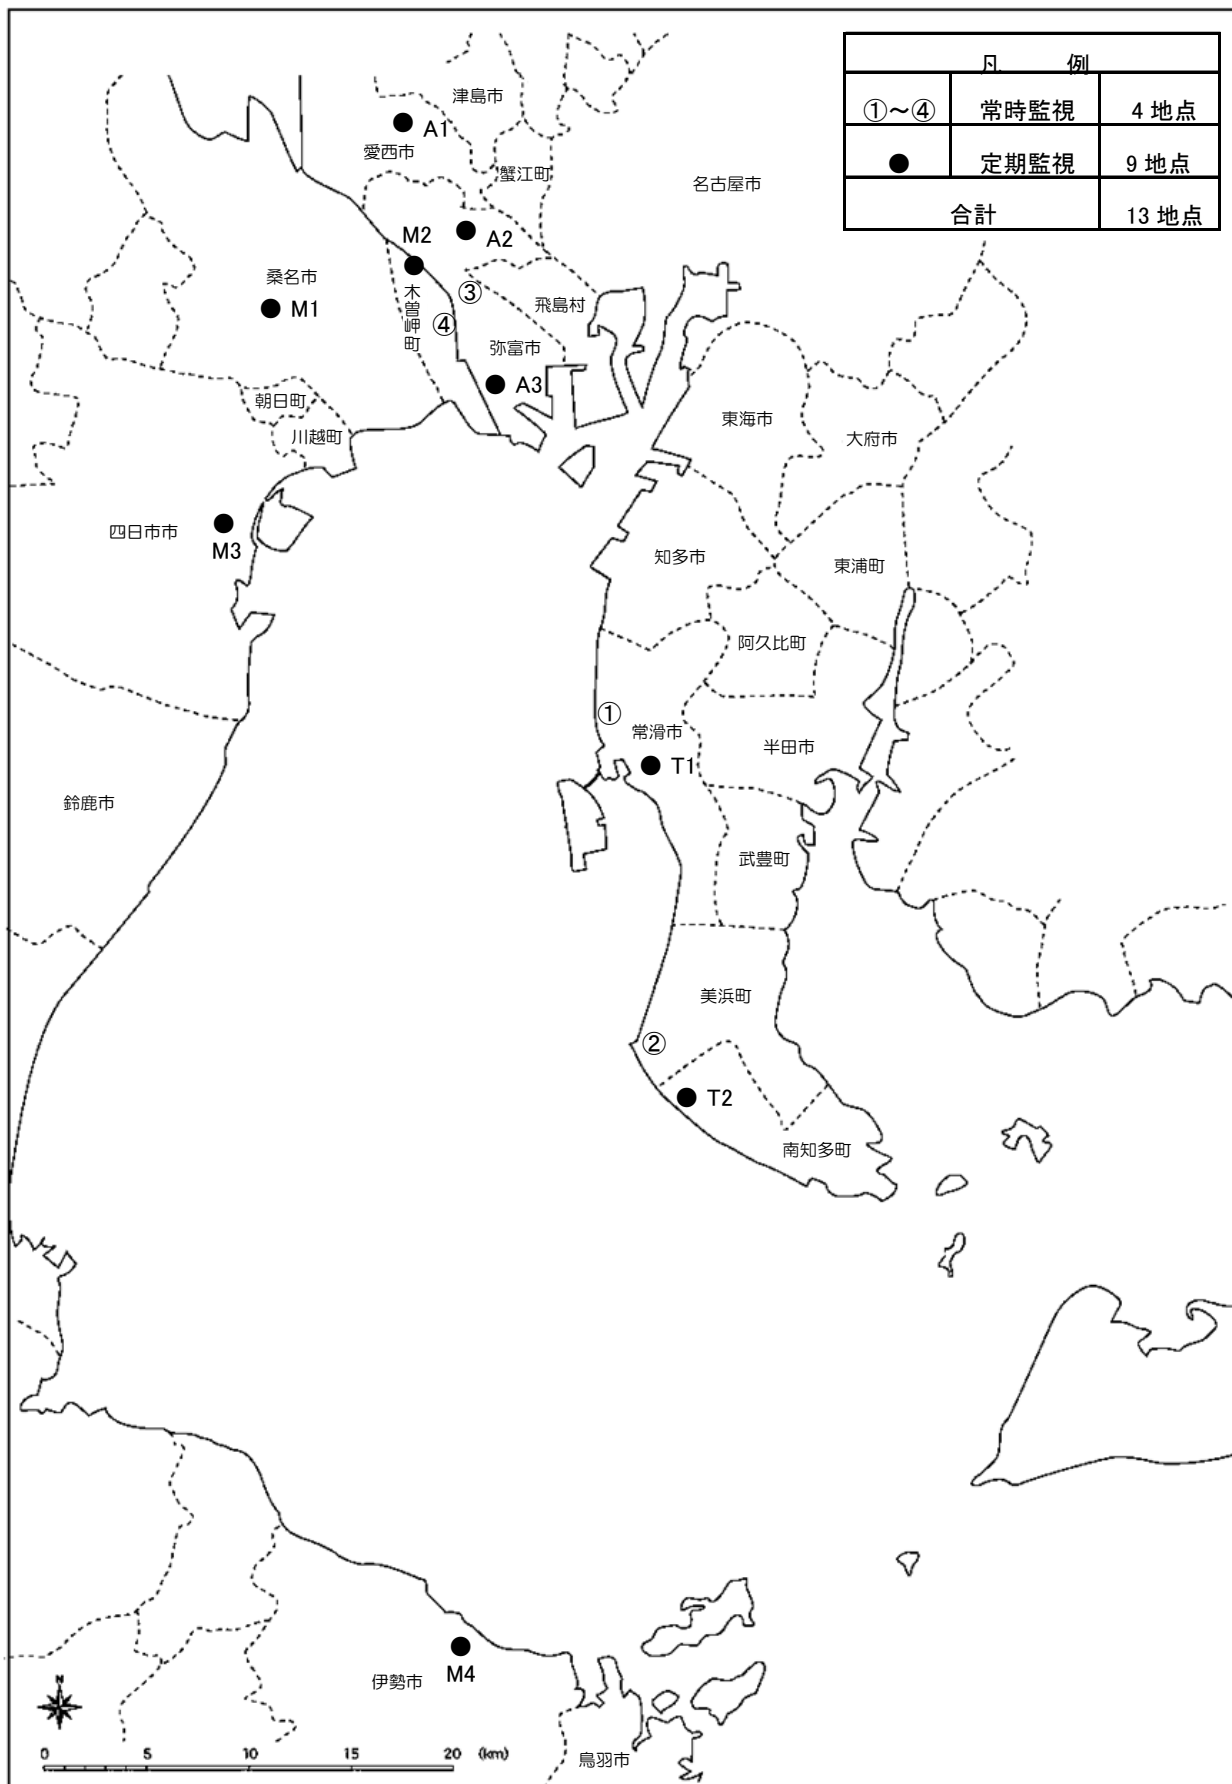 凡 例
①～④ 常時監視 4 地点
● 定期監視 9 地点
合計 13 地点
津島市
A1
愛西市
蟹江町
名古屋市
M2
A2
桑名市
M1
木曽岬町
③
④
飛島村
弥富市
A3
朝日町
川越町
東海市
大府市
四日市市
M3
知多市
東浦町
阿久比町
①
常滑市
T1
半田市
鈴鹿市
武豊町
美浜町
②
T2
南知多町
M4
伊勢市
鳥羽市
N
0 5 10 15 20 (km)